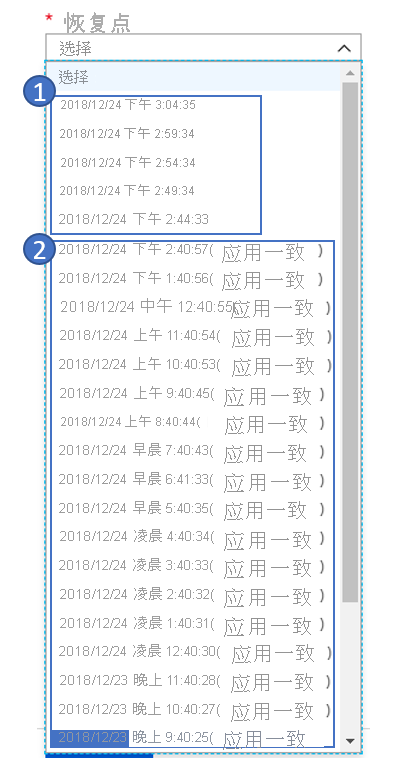 * 恢复点
选择
选择
1
2018/12/24 下午 3:04:35
2018/12/24 下午 2:59:34
2018/12/24 下午 2:54:34
2018/12/24 下午 2:49:34
2018/12/24 下午 2:44:33
2
2018/12/24 下午 2:40:57( 应用一致 )
2018/12/24 下午 1:40:56( 应用一致 )
2018/12/24 中午 12:40:55( 应用一致 )
2018/12/24 上午 11:40:54( 应用一致 )
2018/12/24 上午 10:40:53( 应用一致 )
2018/12/24 上午 9:40:45( 应用一致 )
2018/12/24 上午 8:40:44( 应用一致 )
2018/12/24 早晨 7:40:43( 应用一致 )
2018/12/24 早晨 6:41:33( 应用一致 )
2018/12/24 早晨 5:40:35( 应用一致 )
2018/12/24 凌晨 4:40:34( 应用一致 )
2018/12/24 凌晨 3:40:33( 应用一致 )
2018/12/24 凌晨 2:40:32( 应用一致 )
2018/12/24 凌晨 1:40:31( 应用一致 )
2018/12/24 凌晨 12:40:30( 应用一致 )
2018/12/23 晚上 11:40:28( 应用一致 )
2018/12/23 晚上 10:40:27( 应用一致 )
2018/12/23 晚上 9:40:25( 应用一致